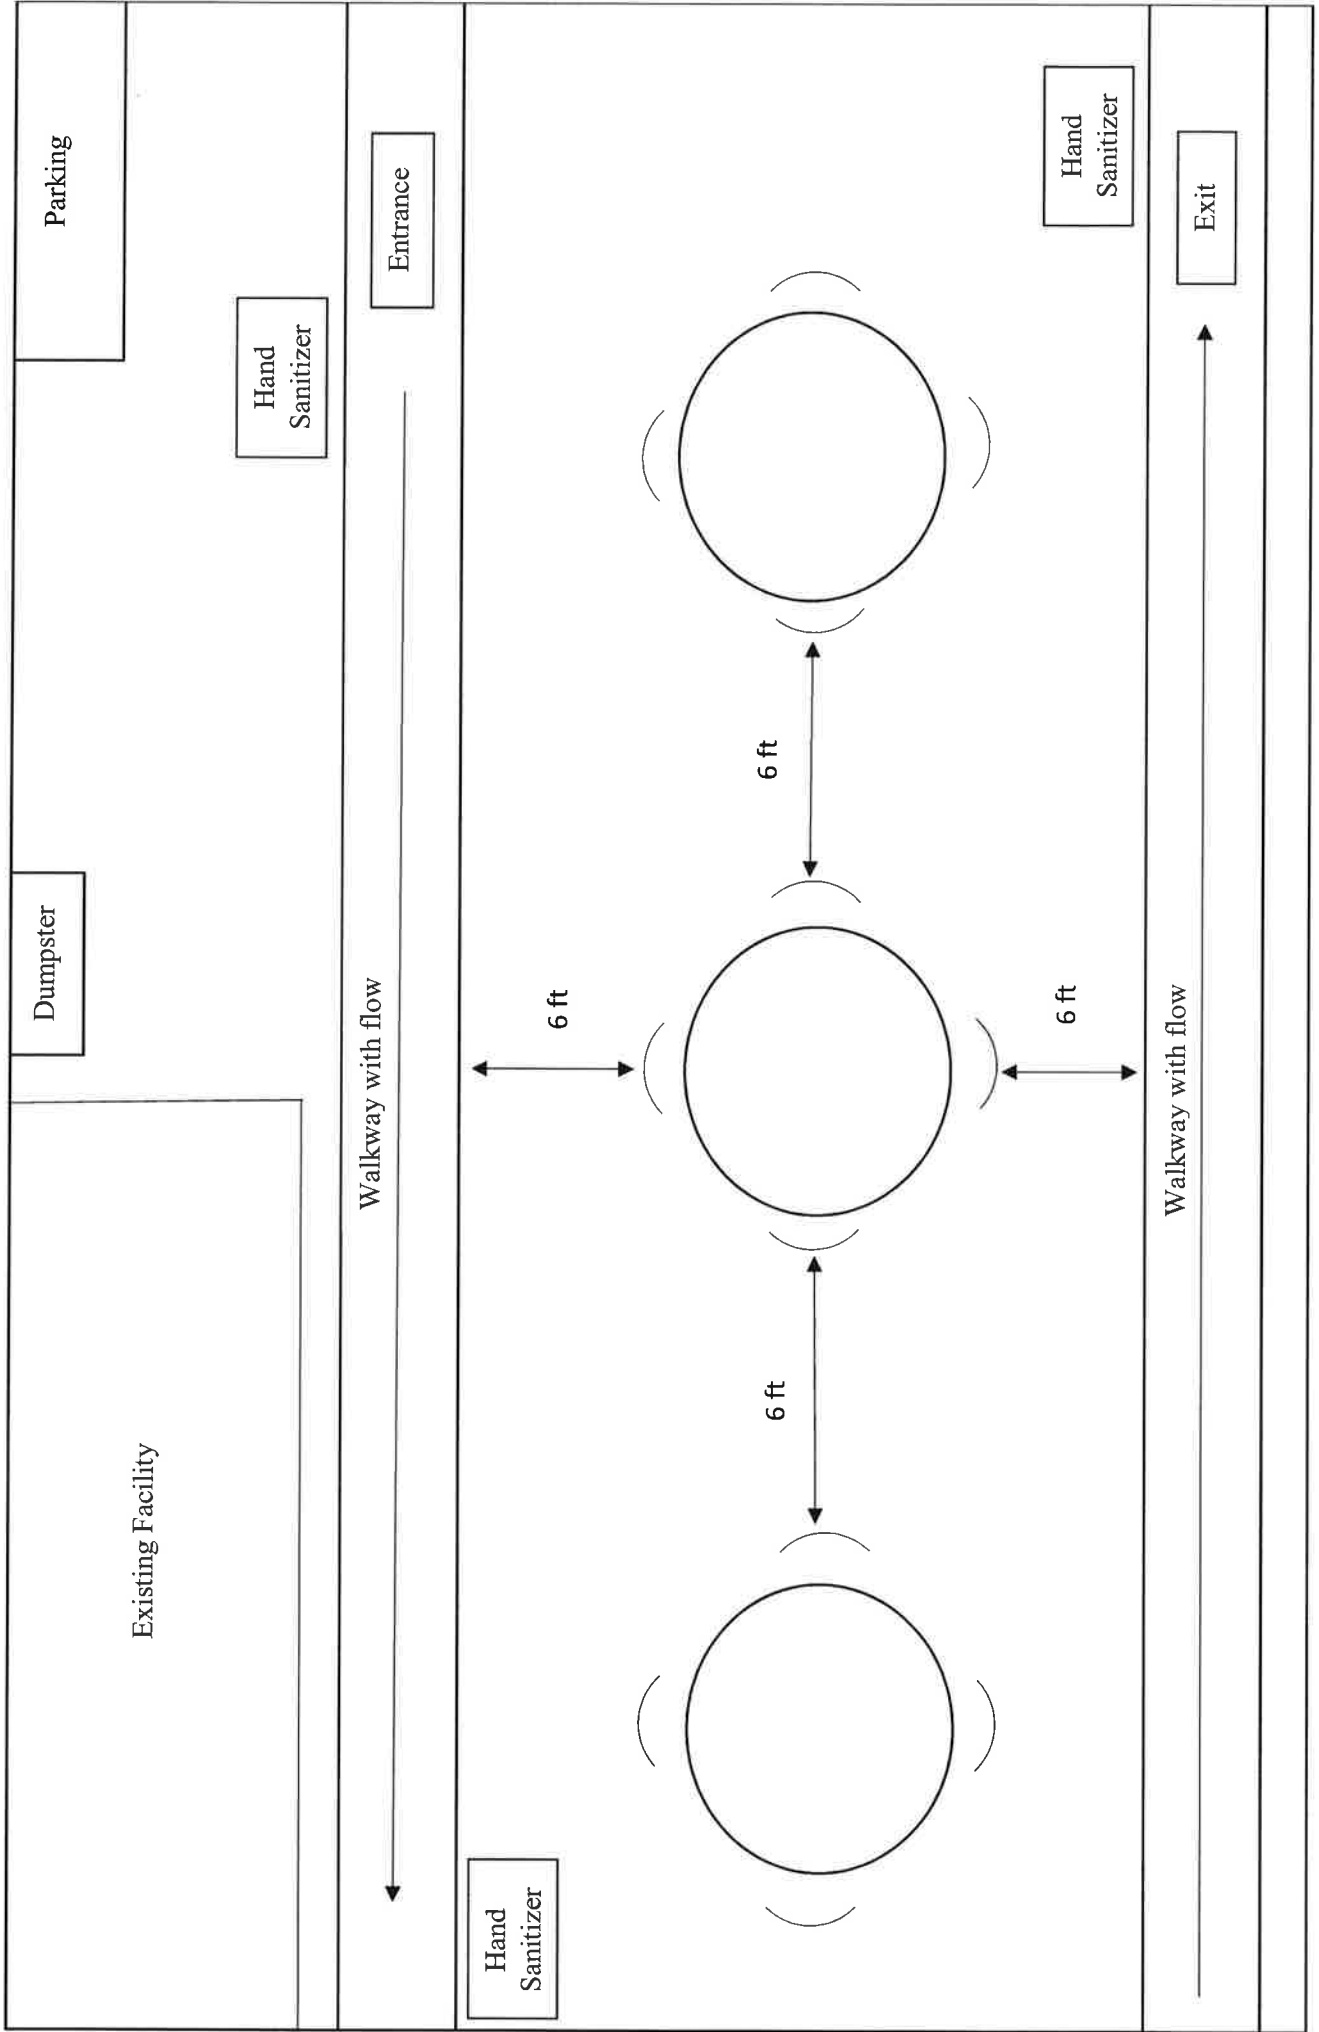 Dumpster
Parking
Existing Facility
Hand
Sanitizer
Walkway with flow
Entrance
Hand
Sanitizer
6 ft
6 ft
6 ft
6 ft
Hand
Sanitizer
Walkway with flow
Exit